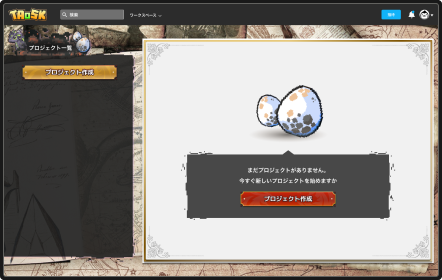 TAOSK
検索
ワークスペース
プロジェクト一覧
プロジェクト作成
まだプロジェクトがありません。
今すぐ新しいプロジェクトを始めますか
プロジェクト作成